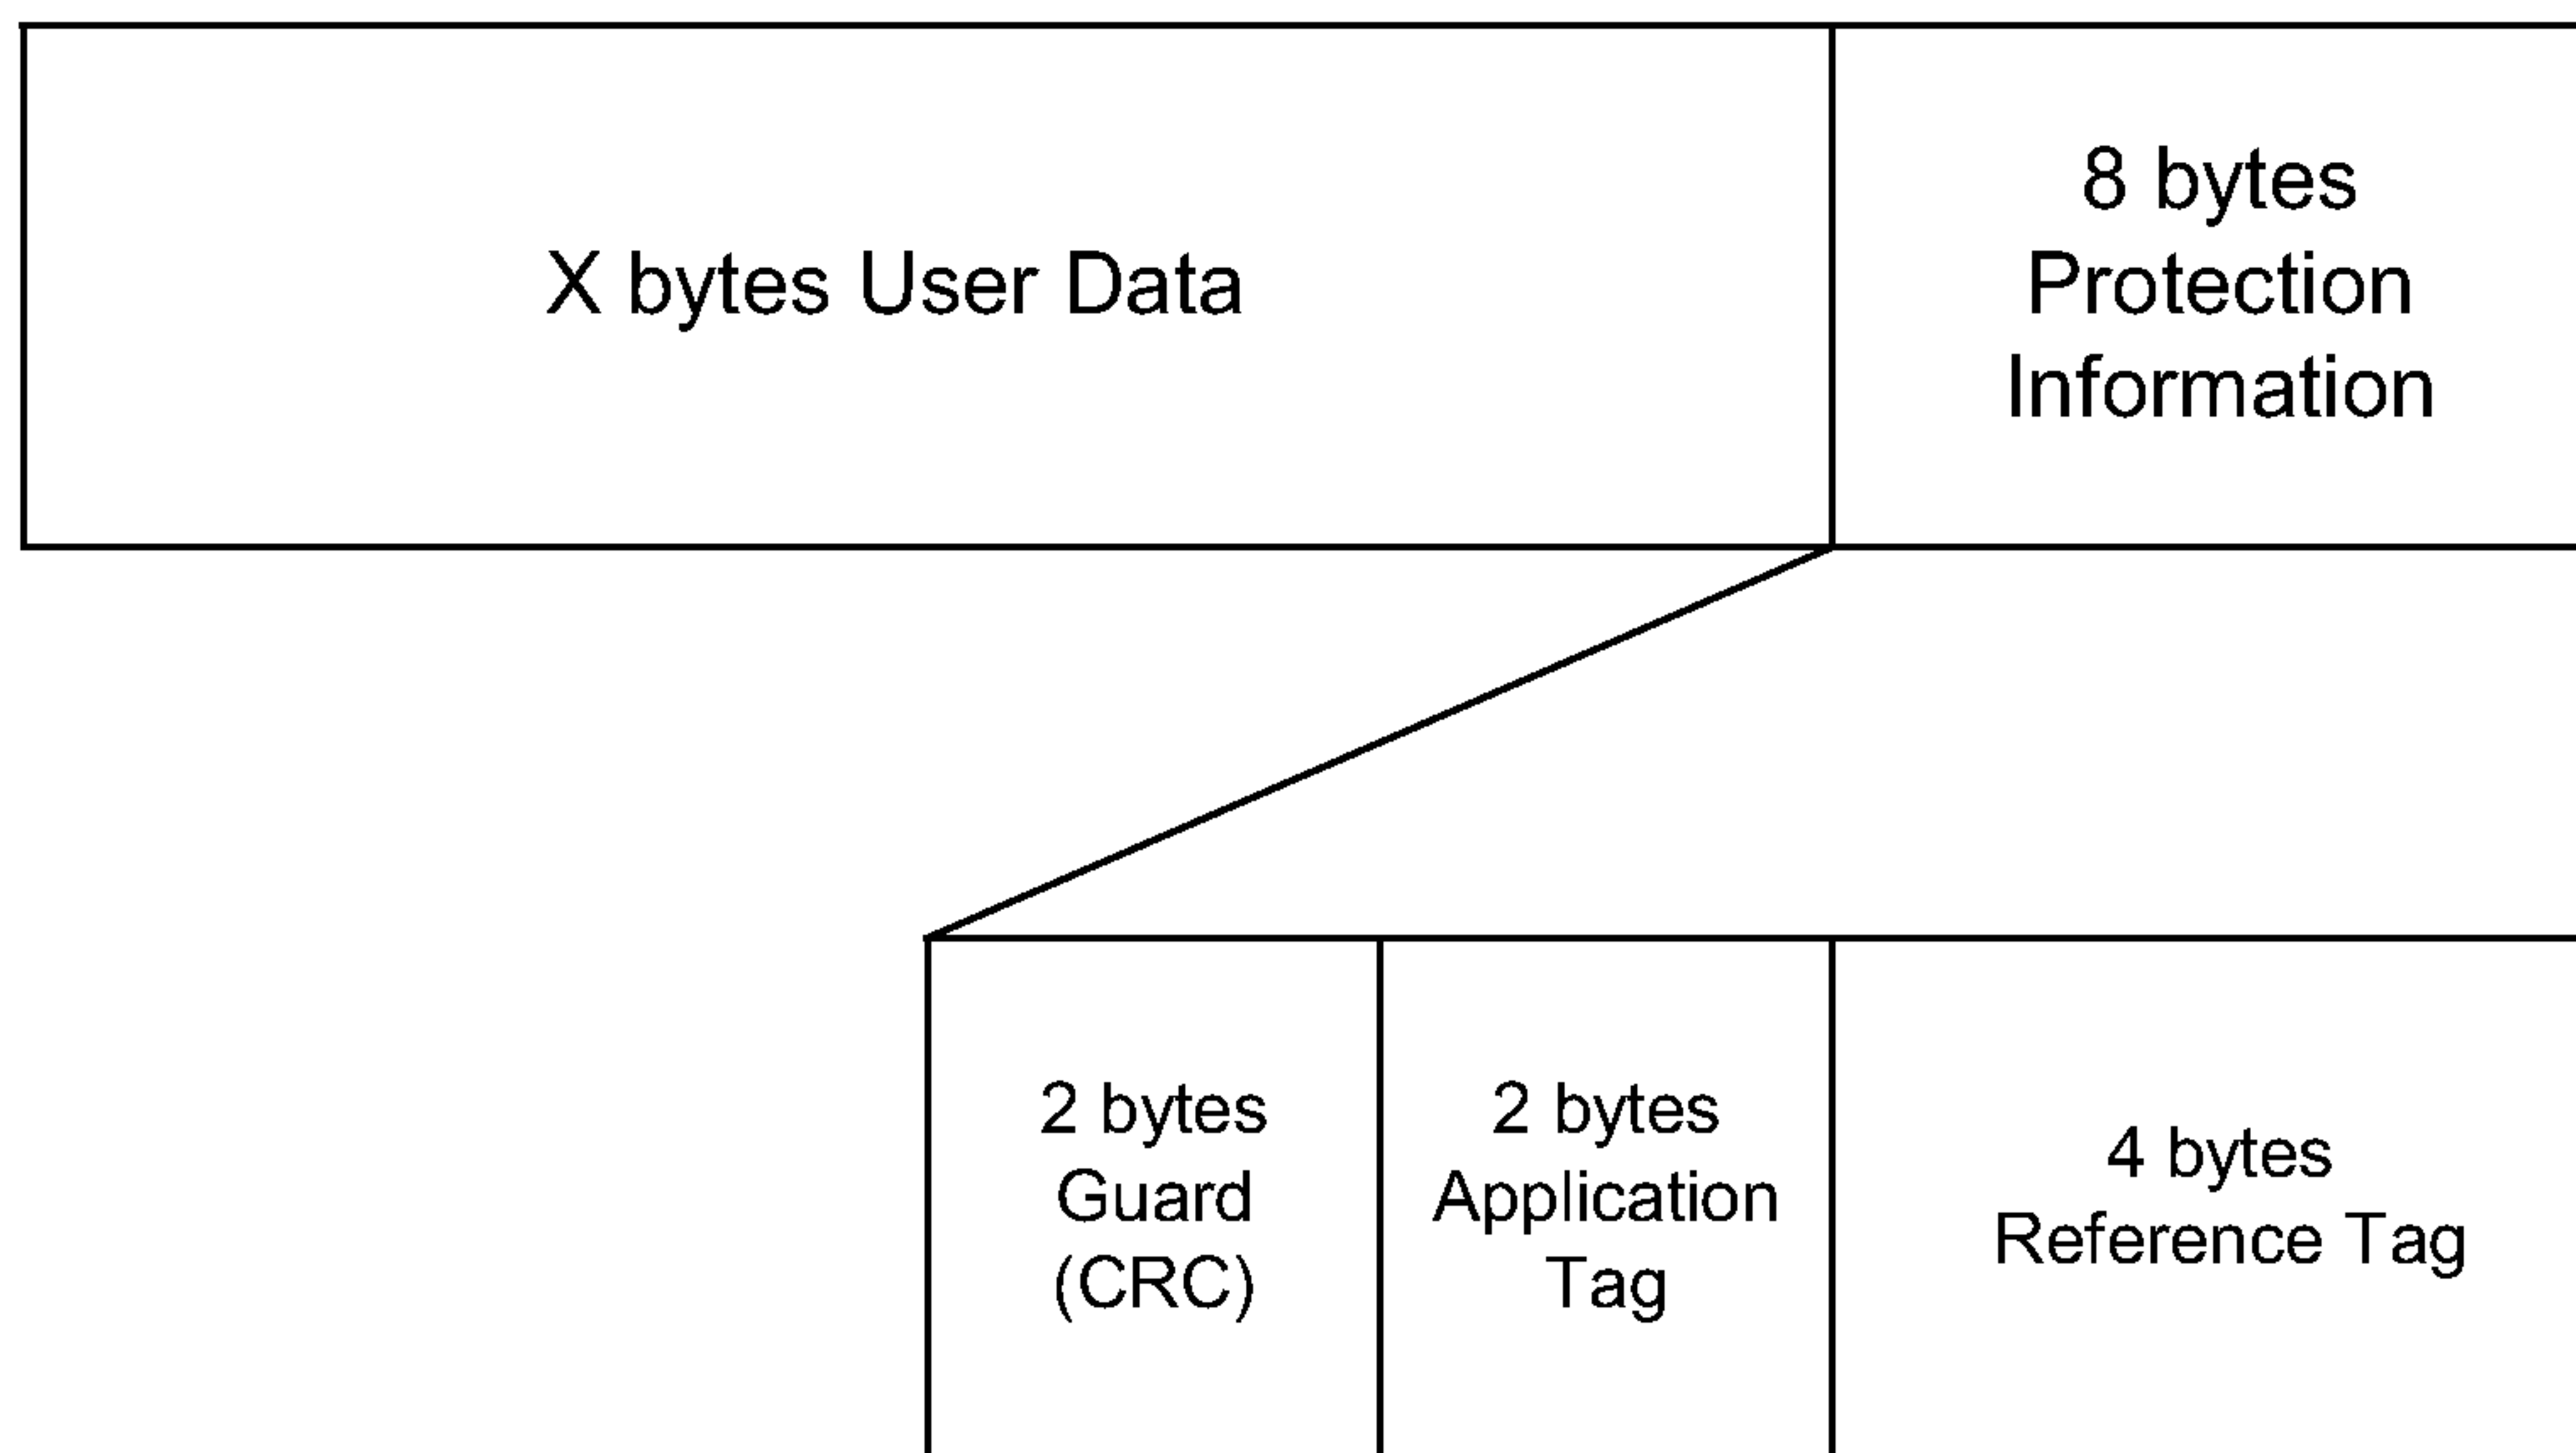 X bytes User Data
8 bytes
Protection
Information
2 bytes
Guard
(CRC)
2 bytes
Application
Tag
4 bytes
Reference Tag